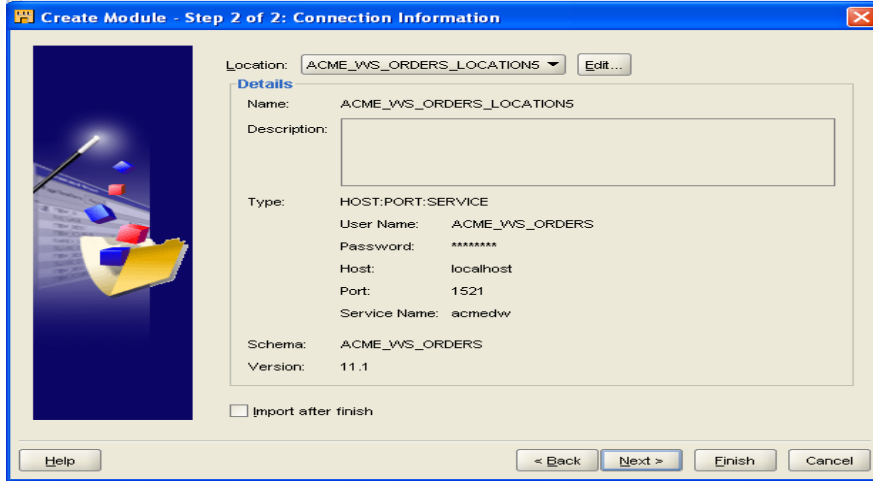 Create Module - Step 2 of 2: Connection Information
Location: ACME_WS_ORDERS_LOCATION5 Edit...
Details
Name: ACME_WS_ORDERS_LOCATION5
Description:
Type: HOST:PORT:SERVICE
User Name: ACME_WS_ORDERS
Password: ********
Host: localhost
Port: 1521
Service Name: acmedw
Schema: ACME_WS_ORDERS
Version: 11.1
Import after finish
Help < Back Next > Finish Cancel